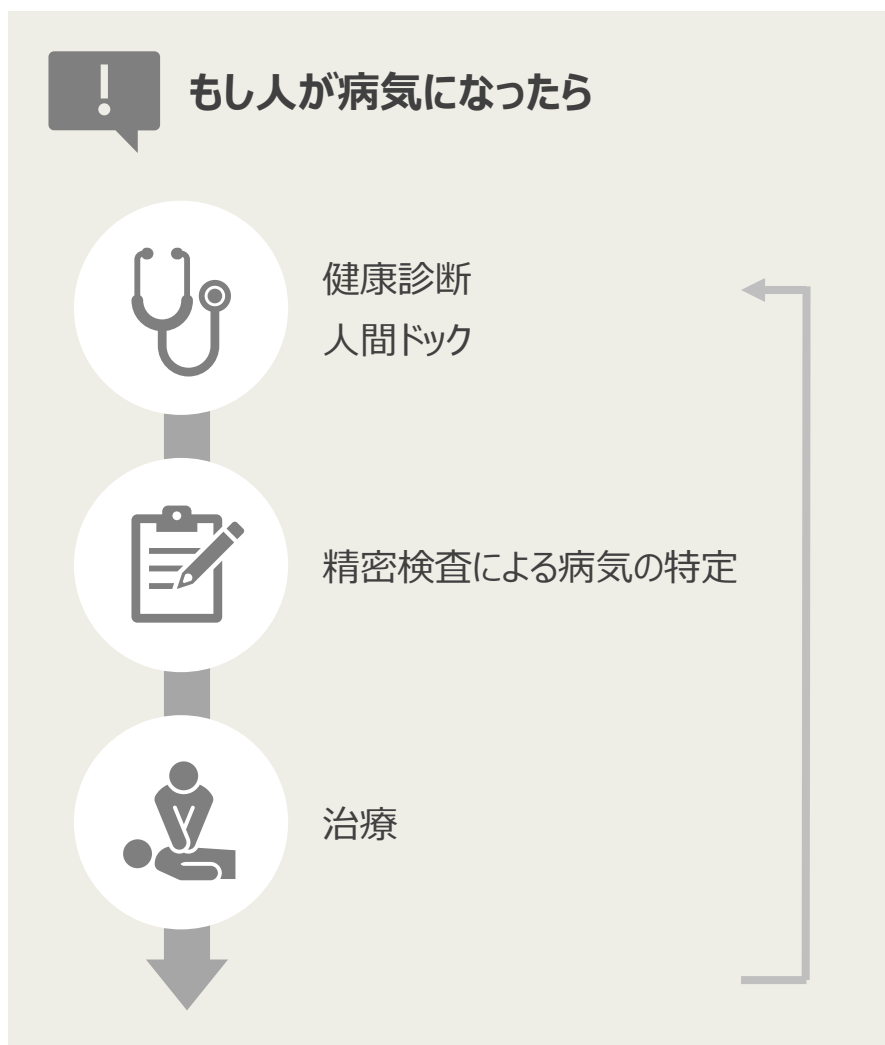 !
もし人が病気になったら
健康診断
人間ドック
精密検査による病気の特定
治療